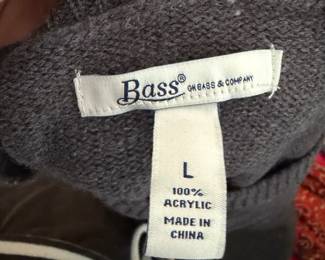 Bass® GH BASS & COMPANY
L
100%
ACRYLIC
MADE IN
CHINA